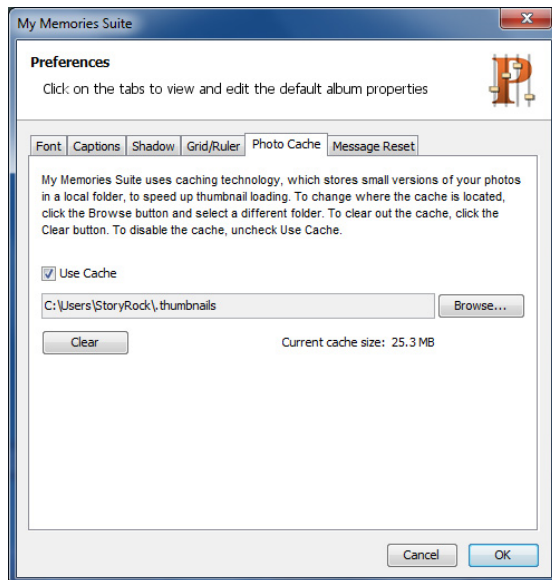 My Memories Suite
Preferences
Click on the tabs to view and edit the default album properties
Font Captions Shadow Grid/Ruler Photo Cache Message Reset
My Memories Suite uses caching technology, which stores small versions of your photos
in a local folder, to speed up thumbnail loading. To change where the cache is located,
click the Browse button and select a different folder. To clear out the cache, click the
Clear button. To disable the cache, uncheck Use Cache.
Use Cache
C:\Users\StoryRock\.thumbnails Browse...
Clear Current cache size: 25.3 MB
Cancel OK